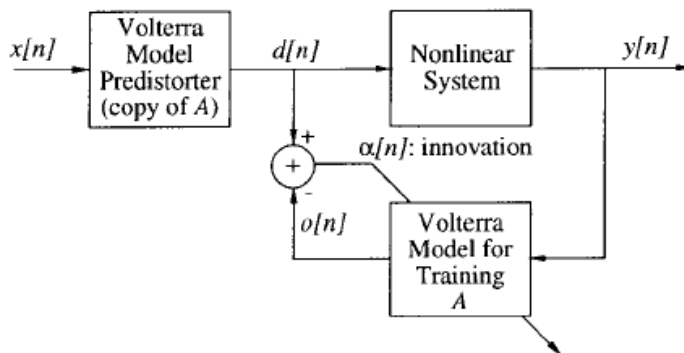 x[n]
Volterra
Model
Predistorter
(copy of A)
d[n]
Nonlinear
System
y[n]
+
+
-
α[n]: innovation
o[n]
Volterra
Model for
Training
A